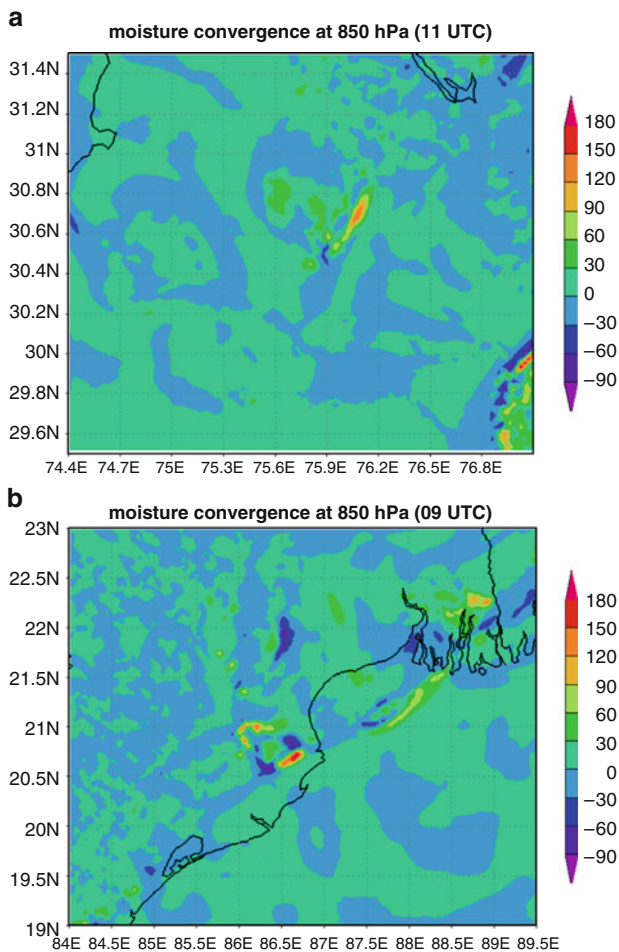 a
moisture convergence at 850 hPa (11 UTC)
31.4N
31.2N
31N
30.8N
30.6N
30.4N
30.2N
30N
29.8N
29.6N
74.4E 74.7E 75E 75.3E 75.6E 75.9E 76.2E 76.5E 76.8E
180
150
120
90
60
30
0
−30
−60
−90
b
moisture convergence at 850 hPa (09 UTC)
23N
22.5N
22N
21.5N
21N
20.5N
20N
19.5N
19N
84E 84.5E 85E 85.5E 86E 86.5E 87E 87.5E 88E 88.5E 89E 89.5E
180
150
120
90
60
30
0
−30
−60
−90